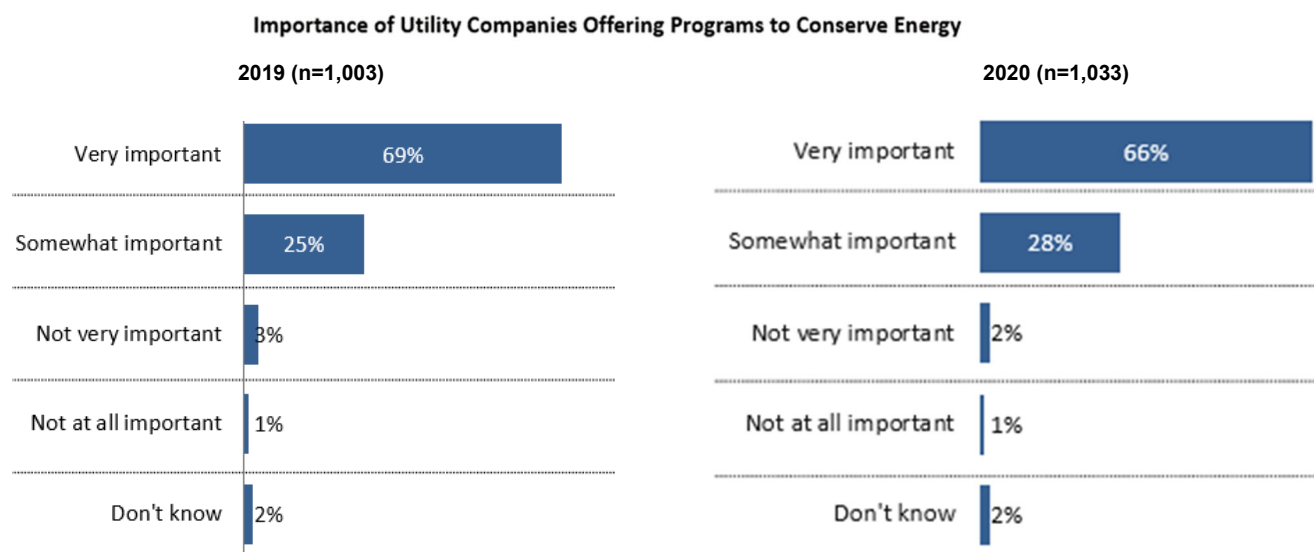 Importance of Utility Companies Offering Programs to Conserve Energy
2019 (n=1,003)
Very important 69%
Somewhat important 25%
Not very important 3%
Not at all important 1%
Don't know 2%
2020 (n=1,033)
Very important 66%
Somewhat important 28%
Not very important 2%
Not at all important 1%
Don't know 2%